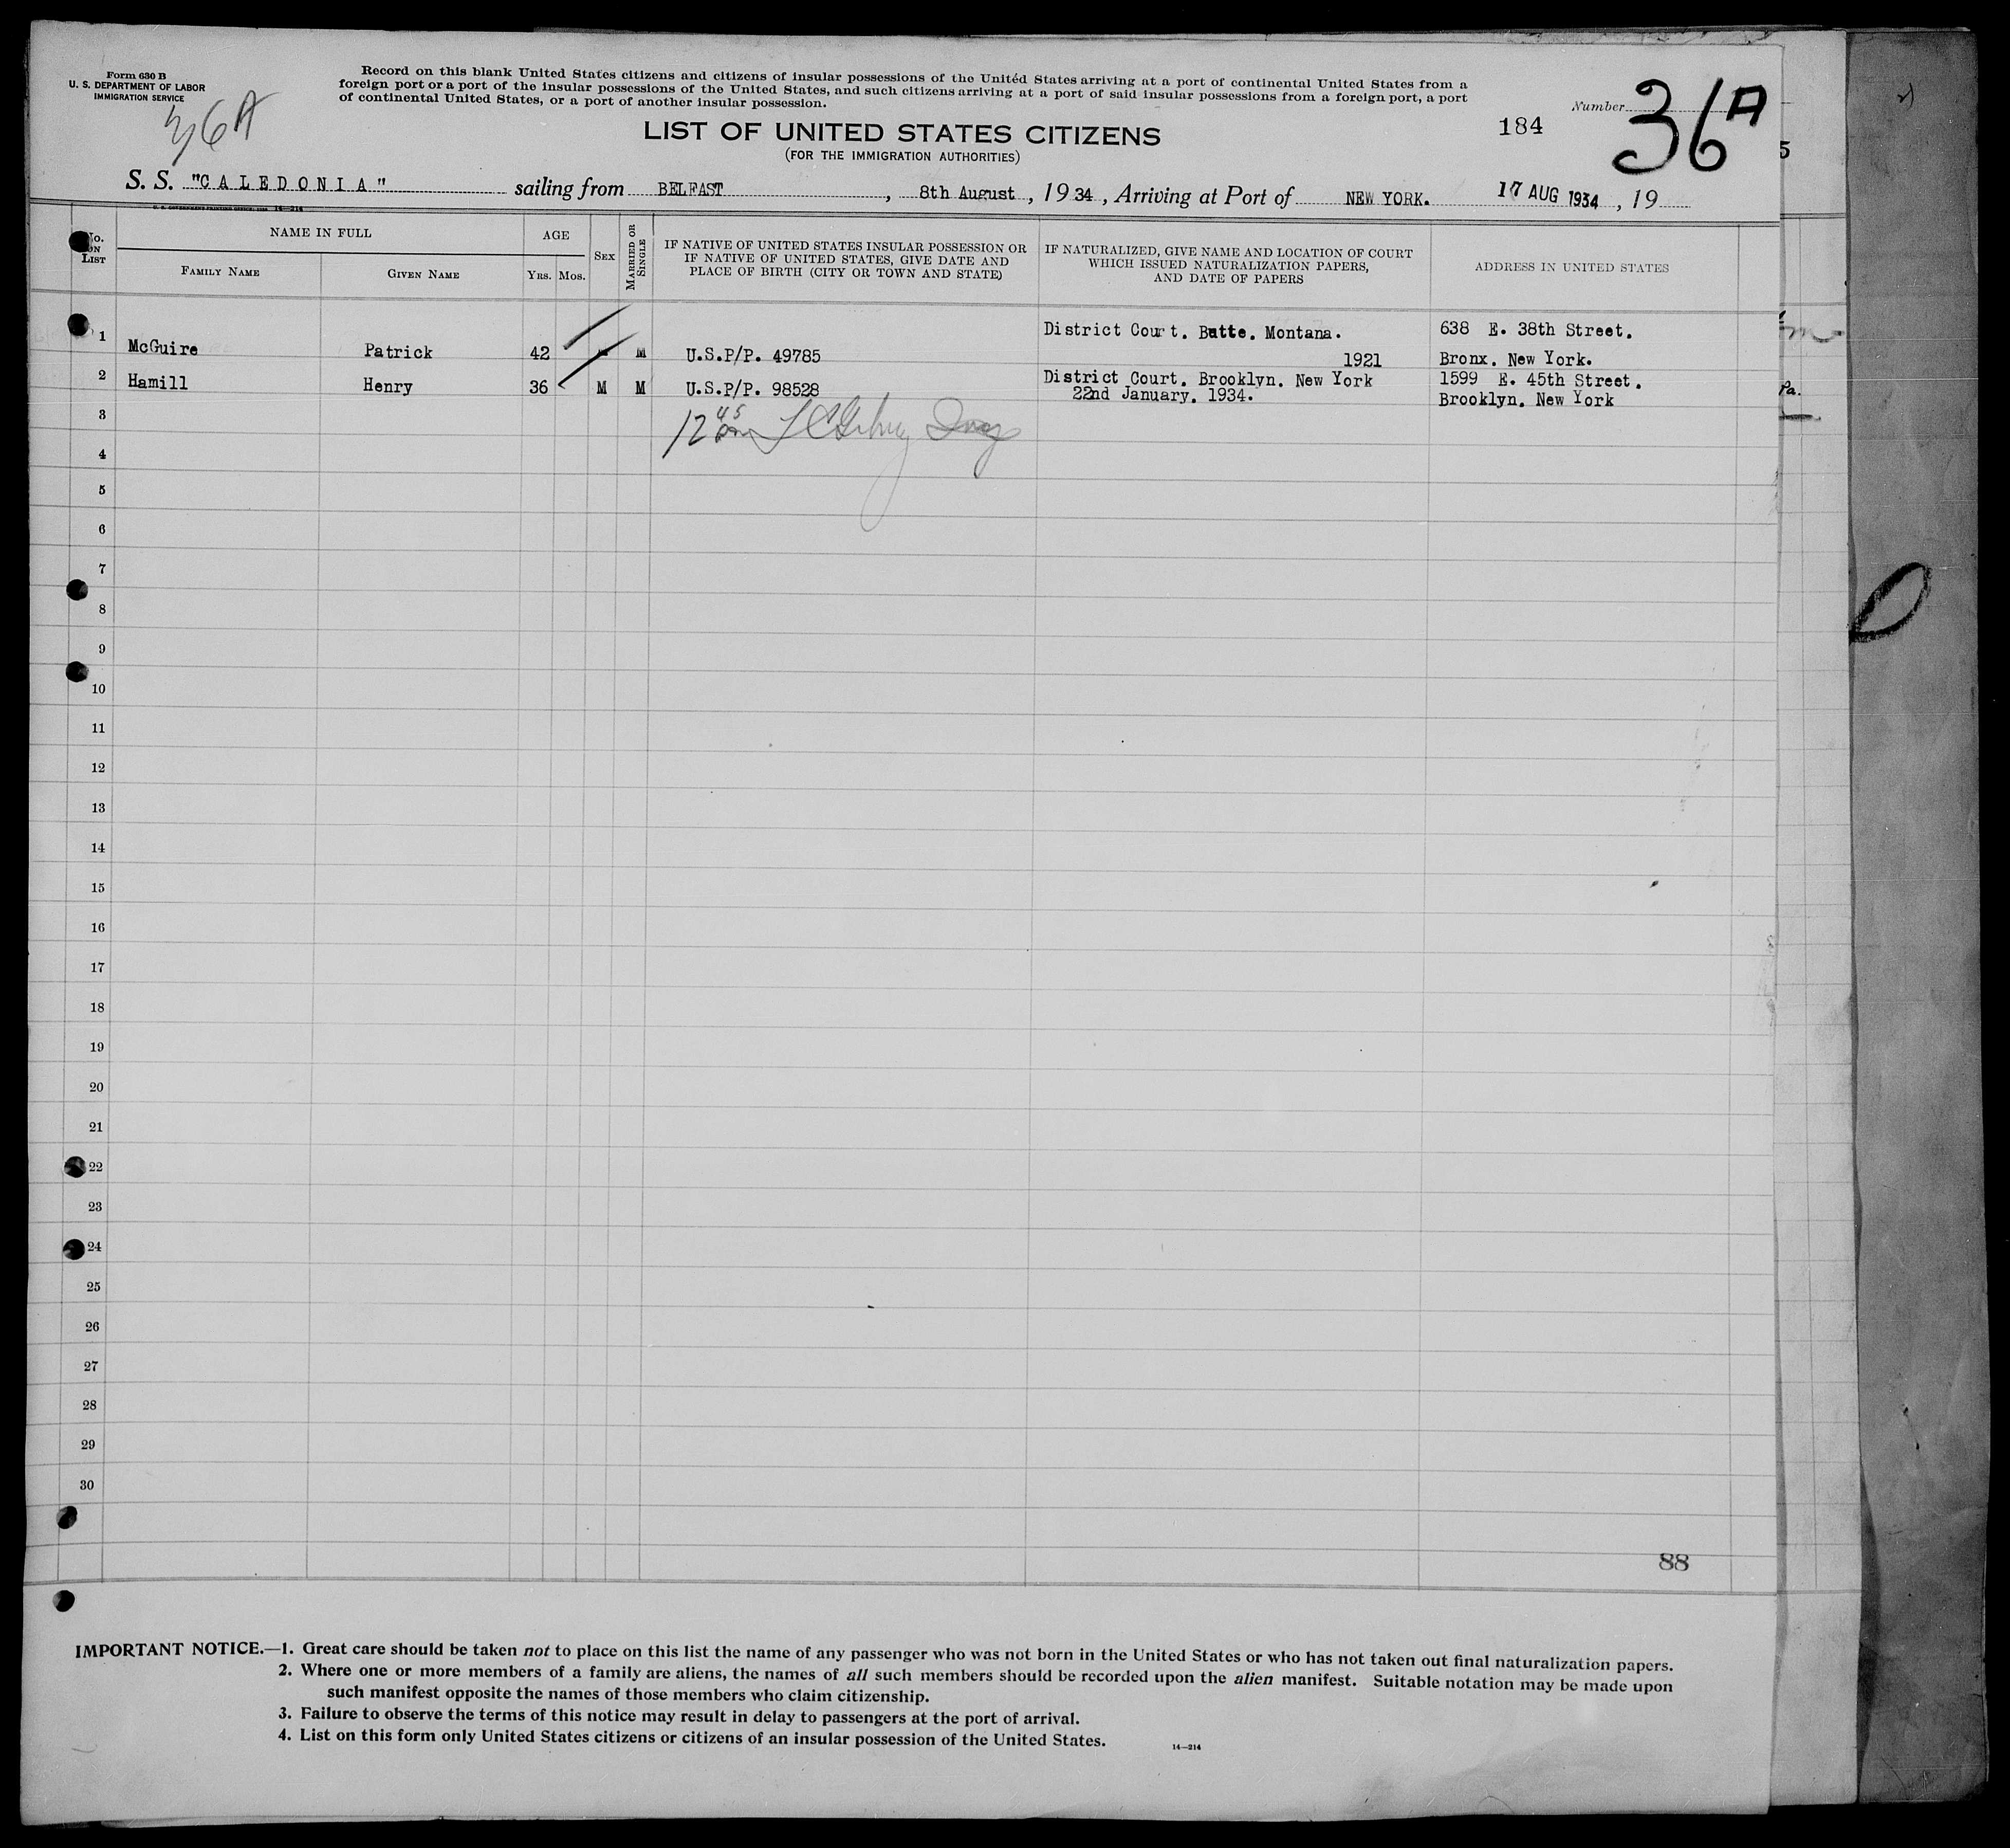 Form 630 B
U. S. DEPARTMENT OF LABOR
IMMIGRATION SERVICE
36A
Record on this blank United States citizens and citizens of insular possessions of the United States arriving at a port of continental United States from a
foreign port or a port of the insular possessions of the United States, and such citizens arriving at a port of said insular possessions from a foreign port, a port
of continental United States, or a port of another insular possession.
Number 36A
184
LIST OF UNITED STATES CITIZENS
(FOR THE IMMIGRATION AUTHORITIES)
S. S. "CALEDONIA" sailing from BELFAST, 8th August, 1934, Arriving at Port of NEW YORK. 17 AUG 1934, 19
U. S. GOVERNMENT PRINTING OFFICE 14—214
No. ON LIST
NAME IN FULL
FAMILY NAME
GIVEN NAME
AGE
YRS.
MOS.
SEX
MARRIED OR SINGLE
IF NATIVE OF UNITED STATES INSULAR POSSESSION OR
IF NATIVE OF UNITED STATES, GIVE DATE AND
PLACE OF BIRTH (CITY OR TOWN AND STATE)
IF NATURALIZED, GIVE NAME AND LOCATION OF COURT
WHICH ISSUED NATURALIZATION PAPERS,
AND DATE OF PAPERS
ADDRESS IN UNITED STATES
1 McGuire Patrick 42 M U.S.P/P. 49785 District Court. Butte. Montana. 1921 638 E. 38th Street. Bronx. New York.
2 Hamill Henry 36 M M U.S.P/P. 98528 District Court. Brooklyn. New York 22nd January. 1934. 1599 E. 45th Street. Brooklyn. New York
3 12 45 pm
4
5
6
7
8
9
10
11
12
13
14
15
16
17
18
19
20
21
22
23
24
25
26
27
28
29
30
88
IMPORTANT NOTICE.—1. Great care should be taken not to place on this list the name of any passenger who was not born in the United States or who has not taken out final naturalization papers.
2. Where one or more members of a family are aliens, the names of all such members should be recorded upon the alien manifest. Suitable notation may be made upon
such manifest opposite the names of those members who claim citizenship.
3. Failure to observe the terms of this notice may result in delay to passengers at the port of arrival.
4. List on this form only United States citizens or citizens of an insular possession of the United States.
14—214
5
Pa.